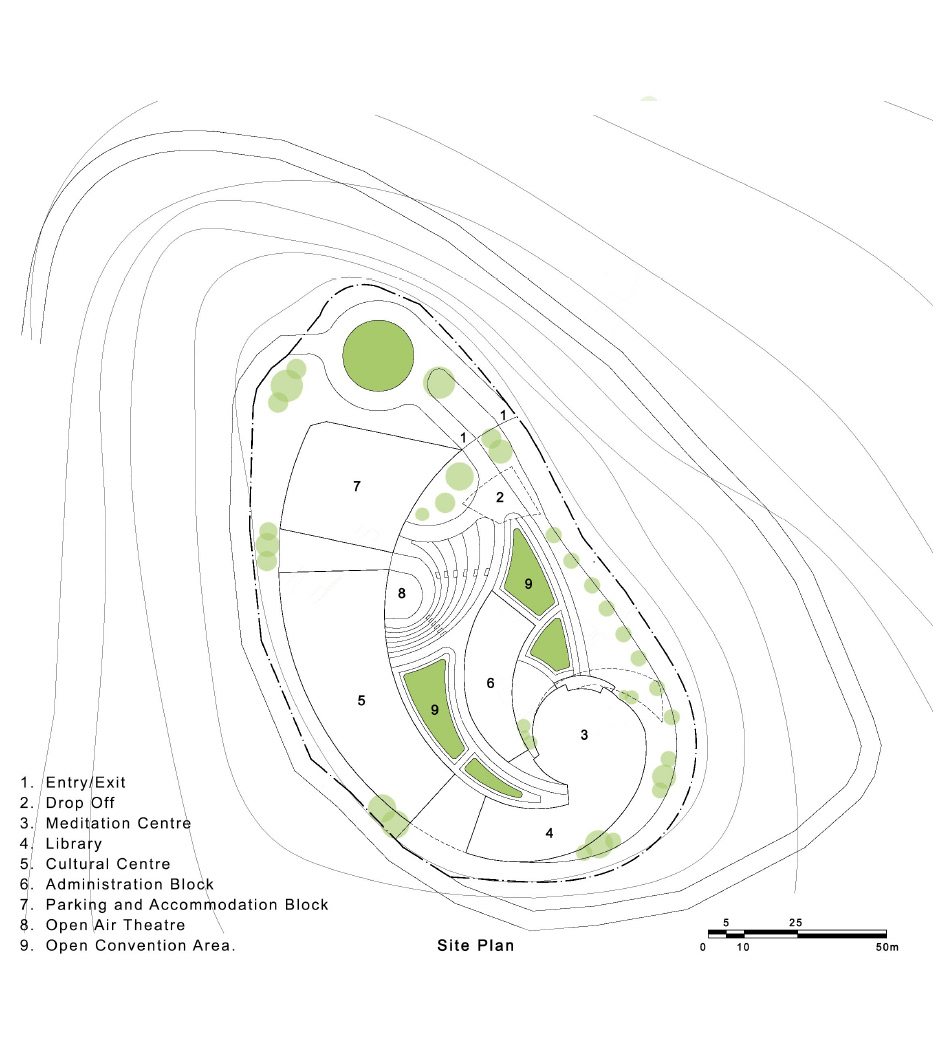 1
1
7
2
9
8
6
5
9
3
4
1. Entry/Exit
2. Drop Off
3. Meditation Centre
4. Library
5. Cultural Centre
6. Administration Block
7. Parking and Accommodation Block
8. Open Air Theatre
9. Open Convention Area.
Site Plan
5 25
0 10 50m